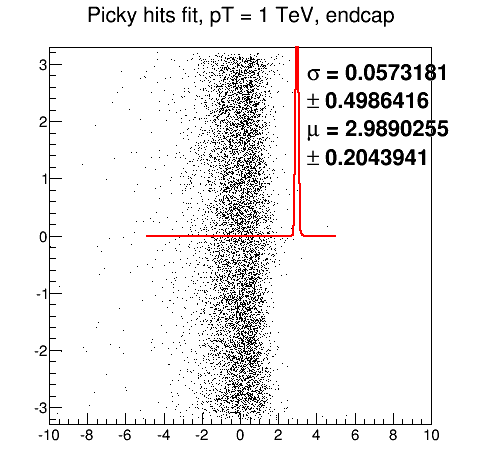 Picky hits fit, pT = 1 TeV, endcap
σ = 0.0573181
± 0.4986416
μ = 2.9890255
± 0.2043941
3
2
1
0
-1
-2
-3
-10 -8 -6 -4 -2 0 2 4 6 8 10